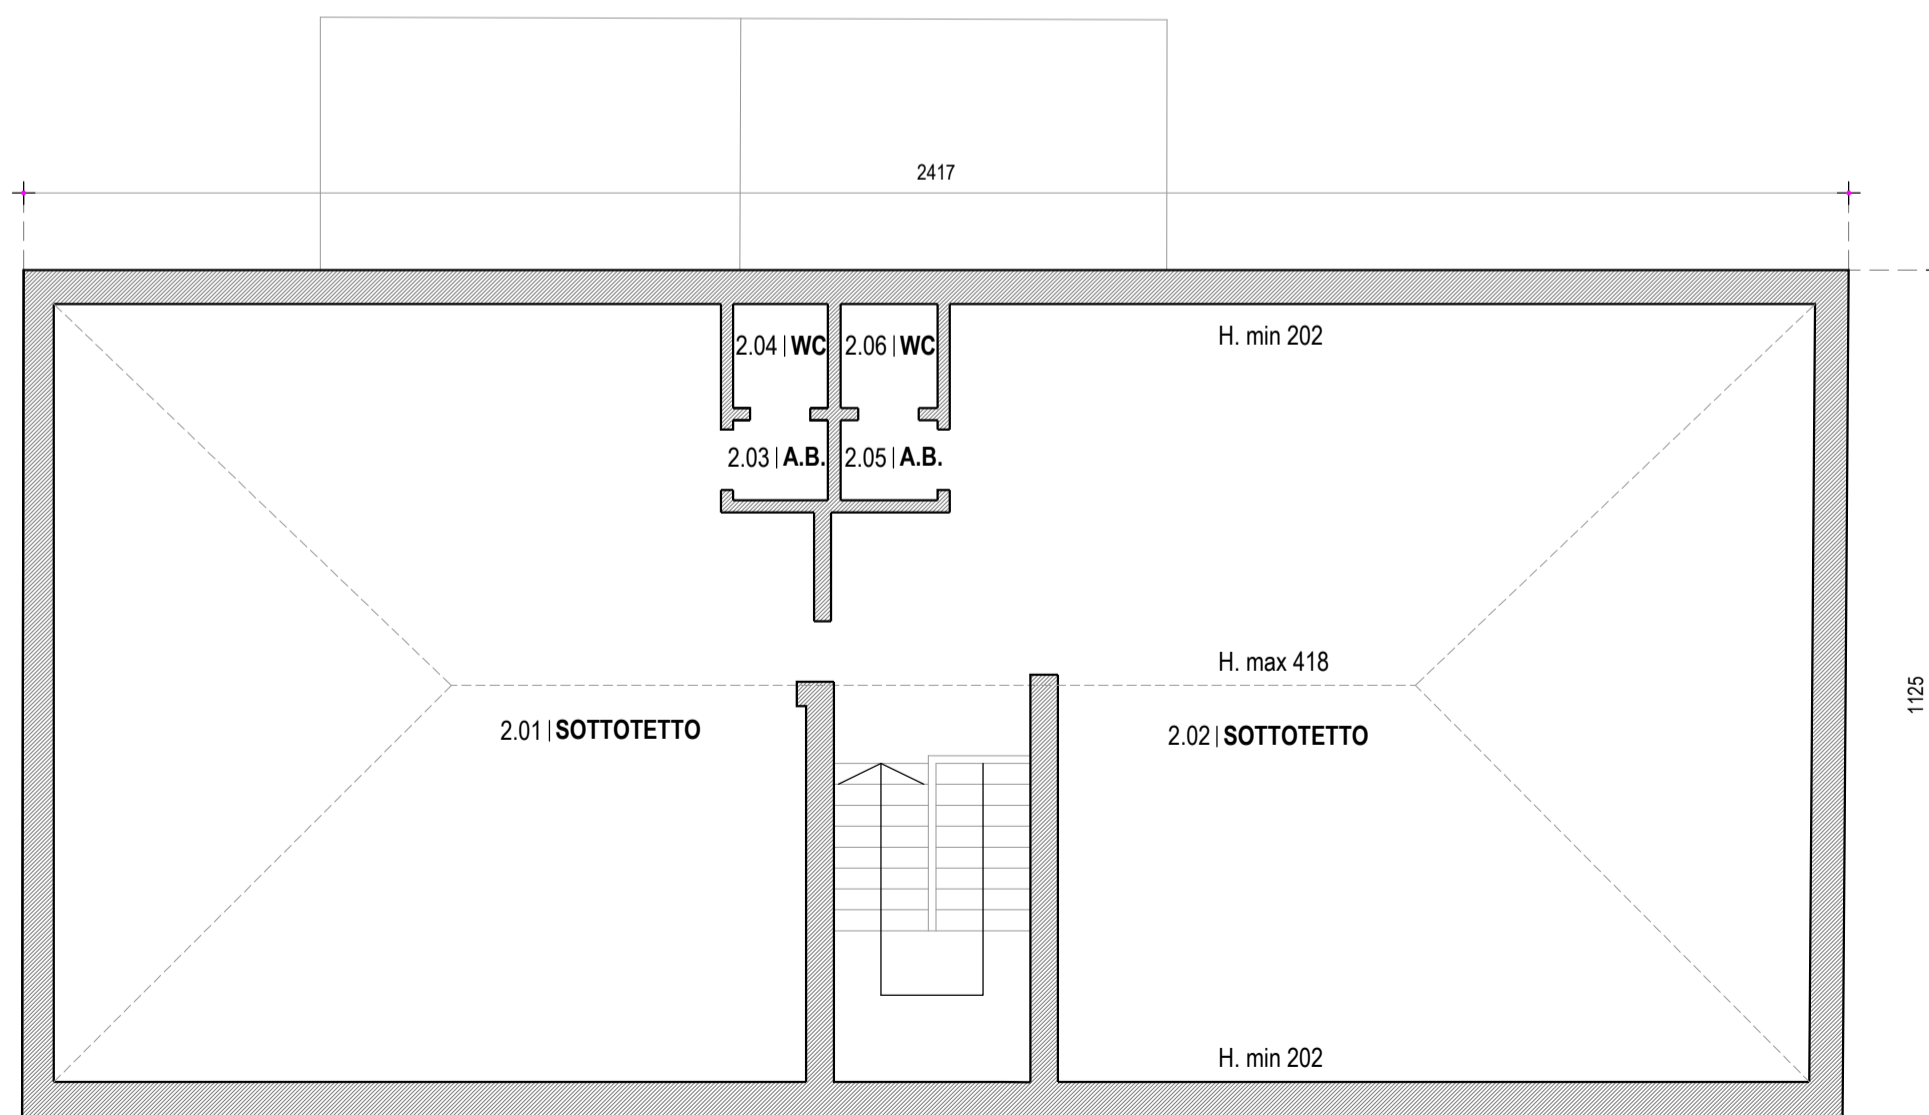 2417
H. min 202
2.04 | WC
2.06 | WC
2.03 | A.B.
2.05 | A.B.
H. max 418
1125
2.01 | SOTTOTETTO
2.02 | SOTTOTETTO
H. min 202